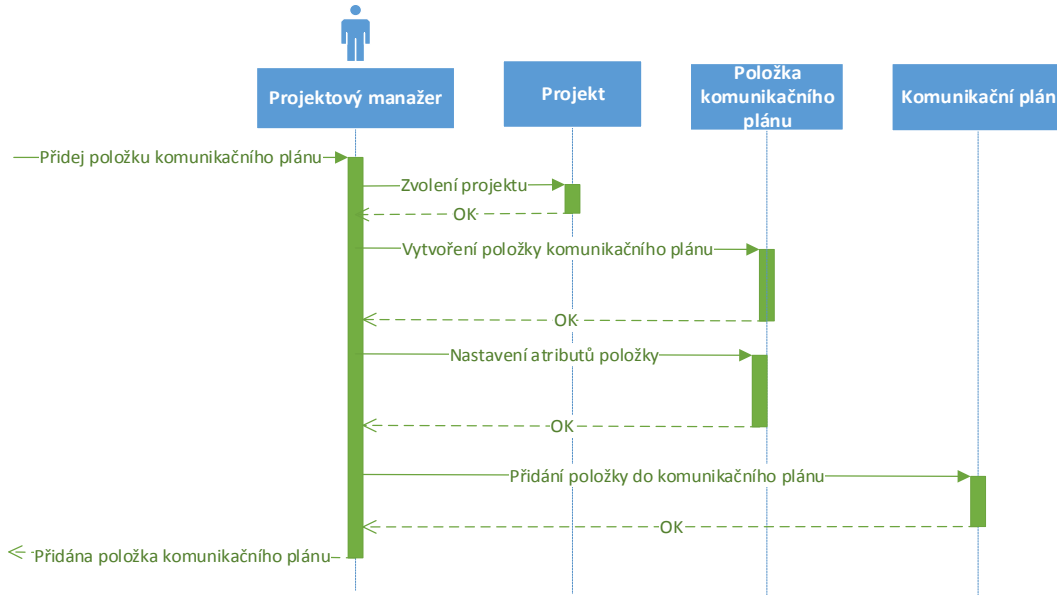 Projektový manažer
Projekt
Položka
komunikačního
plánu
Komunikační plán
Přidej položku komunikačního plánu
Zvolení projektu
OK
Vytvoření položky komunikačního plánu
OK
Nastavení atributů položky
OK
Přidání položky do komunikačního plánu
OK
Přidána položka komunikačního plánu